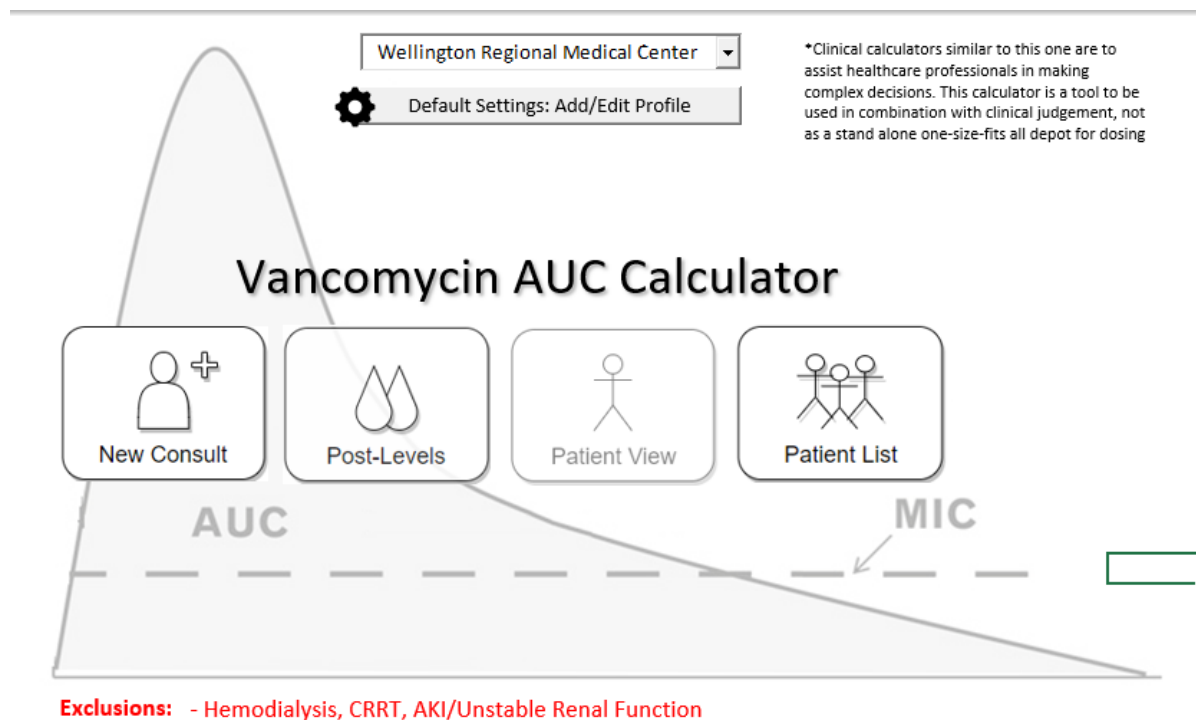 Wellington Regional Medical Center
Default Settings: Add/Edit Profile
*Clinical calculators similar to this one are to
assist healthcare professionals in making
complex decisions. This calculator is a tool to be
used in combination with clinical judgement, not
as a stand alone one-size-fits all depot for dosing
Vancomycin AUC Calculator
New Consult
Post-Levels
Patient View
Patient List
AUC
MIC
Exclusions: - Hemodialysis, CRRT, AKI/Unstable Renal Function